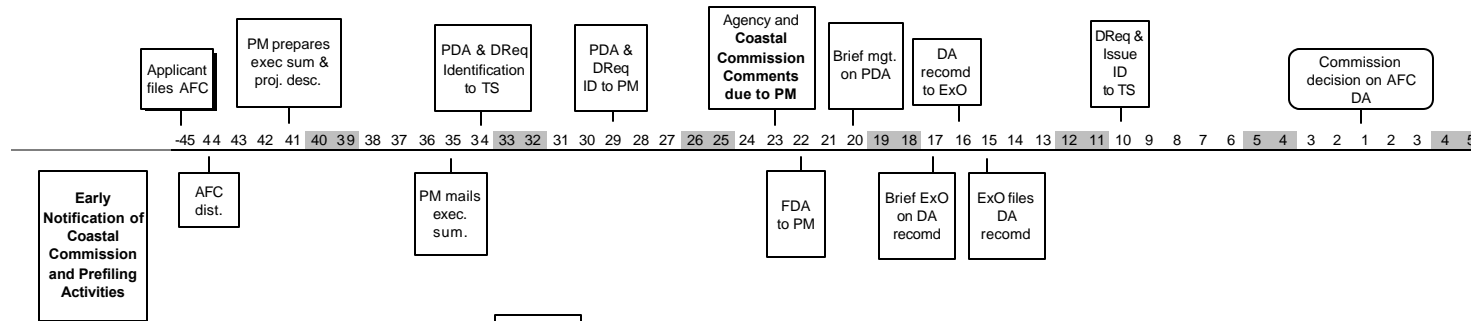 Applicant
files AFC
PM prepares
exec sum &
proj. desc.
PDA & DReq
Identification
to TS
PDA &
DReq
ID to PM
Agency and
Coastal
Commission
Comments
due to PM
Brief mgt.
on PDA
DA
recomd
to ExO
DReq &
Issue
ID
to TS
Commission
decision on AFC
DA
-45 44 43 42 41 40 39 38 37 36 35 34 33 32 31 30 29 28 27 26 25 24 23 22 21 20 19 18 17 16 15 14 13 12 11 10 9 8 7 6 5 4 3 2 1 2 3 4 5
Early
Notification of
Coastal
Commission
and Prefiling
Activities
AFC
dist.
PM mails
exec.
sum.
FDA
to PM
Brief ExO
on DA
recomd
ExO files
DA
recomd